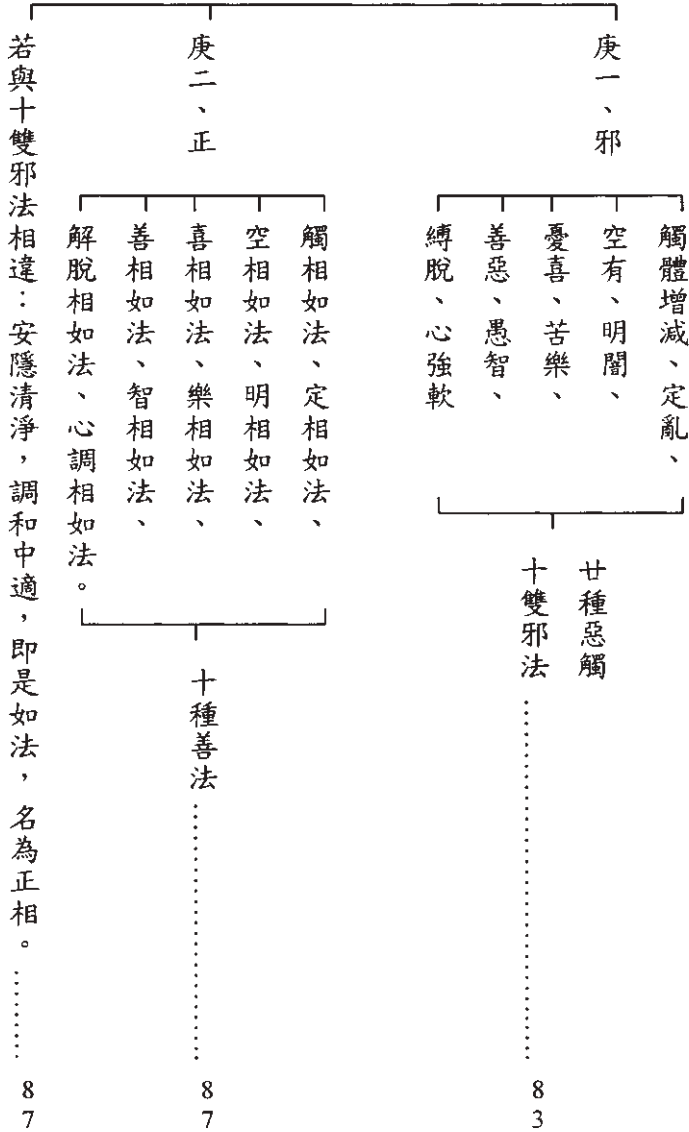 庚一、邪
觸體增減、定亂、
空有、明闇、
憂喜、苦樂、
善惡、愚智、
縛脫、心強軟
廿種惡觸
十雙邪法……………………83
庚二、正
觸相如法、定相如法、
空相如法、明相如法、
喜相如法、樂相如法、
善相如法、智相如法、
解脫相如法、心調相如法。
十種善法………………87
若與十雙邪法相違：安隱清淨，調和中適，即是如法，名為正相。………87